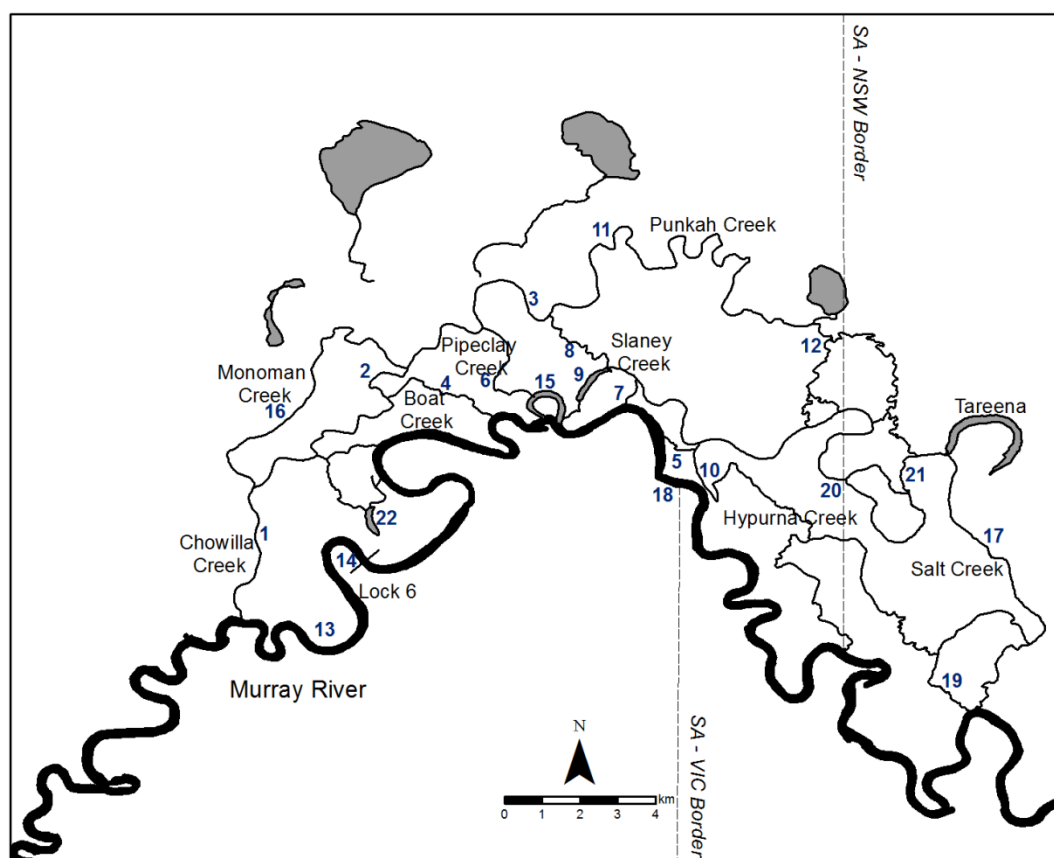 SA - NSW Border
11
Punkah Creek
3
12
Monoman
Creek
16
2
Pipeclay
Creek
4
6
8
9
15
Slaney
Creek
7
Boat
Creek
Tareena
5
10
18
20
21
22
Hypurna Creek
17
Chowilla
Creek
1
14
Lock 6
Salt Creek
13
19
Murray River
N
SA - VIC Border
km
0 1 2 3 4